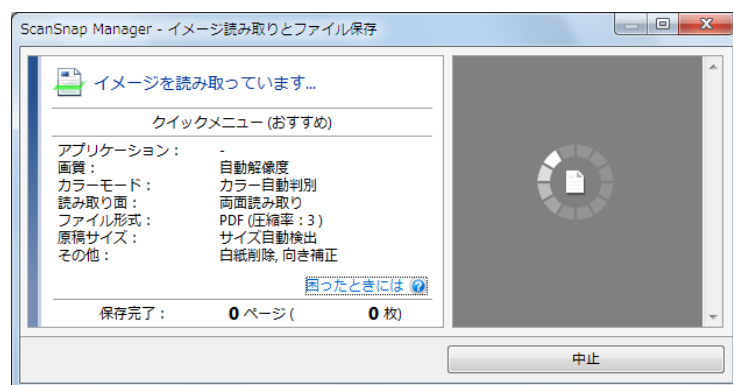 ScanSnap Manager - イメージ読み取りとファイル保存
イメージを読み取っています...
クイックメニュー (おすすめ)
アプリケーション： -
画質： 自動解像度
カラーモード： カラー自動判別
読み取り面： 両面読み取り
ファイル形式： PDF (圧縮率：3)
原稿サイズ： サイズ自動検出
その他： 白紙削除, 向き補正
困ったときには ?
保存完了： 0 ページ ( 0 枚)
中止